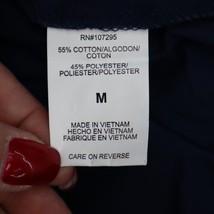 RN#107295
55% COTTON/ALGODON/
COTON
45% POLYESTER/
POLIESTER/POLYESTER
M
MADE IN VIETNAM
HECHO EN VIETNAM
FABRIQUE EN VIETNAM
CARE ON REVERSE